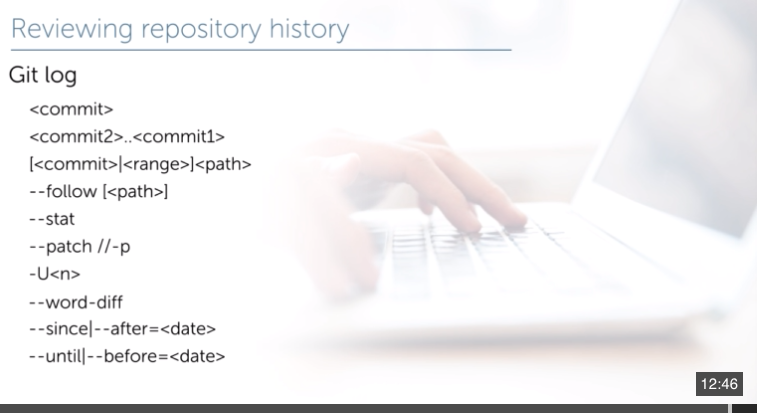 Reviewing repository history
Git log
<commit>
<commit2>..<commit1>
[<commit>|<range>]<path>
--follow [<path>]
--stat
--patch //-p
-U<n>
--word-diff
--since|--after=<date>
--until|--before=<date>
12:46